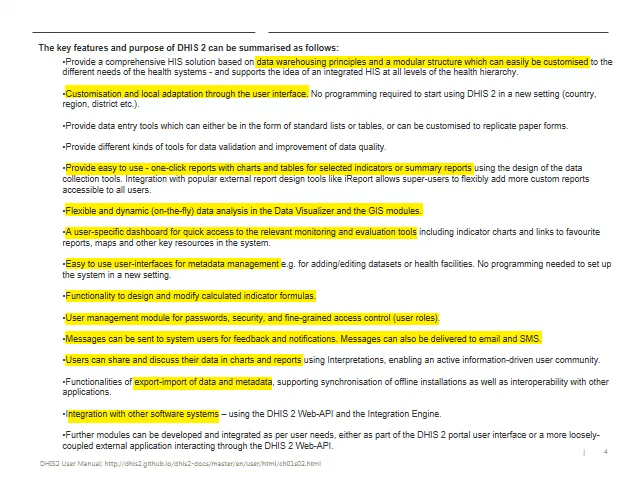 The key features and purpose of DHIS 2 can be summarised as follows:
•Provide a comprehensive HIS solution based on data warehousing principles and a modular structure which can easily be customised to the
different needs of the health systems - and supports the idea of an integrated HIS at all levels of the health hierarchy.
•Customisation and local adaptation through the user interface. No programming required to start using DHIS 2 in a new setting (country,
region, district etc.).
•Provide data entry tools which can either be in the form of standard lists or tables, or can be customised to replicate paper forms.
•Provide different kinds of tools for data validation and improvement of data quality.
•Provide easy to use - one-click reports with charts and tables for selected indicators or summary reports using the design of the data
collection tools. Integration with popular external report design tools like iReport allows super-users to flexibly add more custom reports
accessible to all users.
•Flexible and dynamic (on-the-fly) data analysis in the Data Visualizer and the GIS modules.
•A user-specific dashboard for quick access to the relevant monitoring and evaluation tools including indicator charts and links to favourite
reports, maps and other key resources in the system.
•Easy to use user-interfaces for metadata management e.g. for adding/editing datasets or health facilities. No programming needed to set up
the system in a new setting.
•Functionality to design and modify calculated indicator formulas.
•User management module for passwords, security, and fine-grained access control (user roles).
•Messages can be sent to system users for feedback and notifications. Messages can also be delivered to email and SMS.
•Users can share and discuss their data in charts and reports using Interpretations, enabling an active information-driven user community.
•Functionalities of export-import of data and metadata, supporting synchronisation of offline installations as well as interoperability with other
applications.
•Integration with other software systems – using the DHIS 2 Web-API and the Integration Engine.
•Further modules can be developed and integrated as per user needs, either as part of the DHIS 2 portal user interface or a more loosely-
coupled external application interacting through the DHIS 2 Web-API.
| 4
DHIS2 User Manual; http://dhis2.github.io/dhis2-docs/master/en/user/html/ch01s02.html